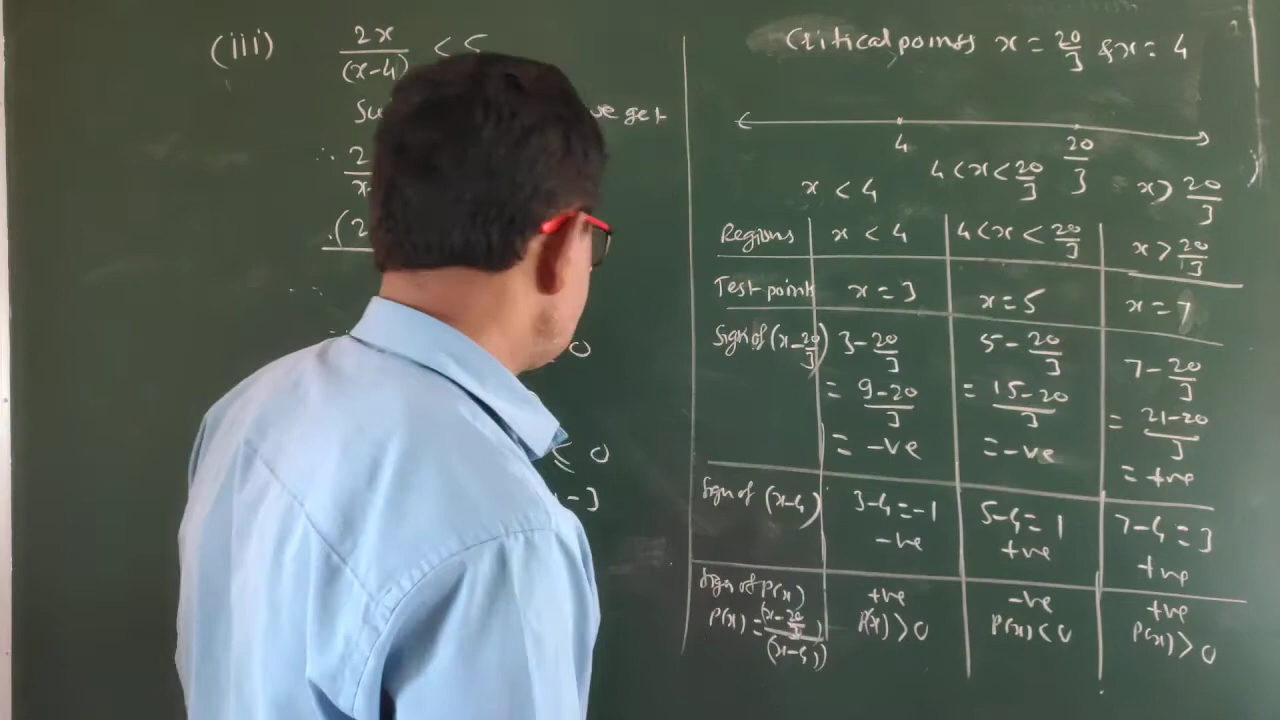 (iii) 2x/(x-4) < 5
we get
∴ 2
x-
(2
0
≤ 0
-3
Critical points x = 20/3 & x = 4
4 20/3
x < 4 4 < x < 20/3 x > 20/3
Regions x < 4 4 < x < 20/3 x > 20/3
Test points x = 3 x = 5 x = 7
Sign of (x - 20/3) 3 - 20/3 5 - 20/3 7 - 20/3
= 9-20/3 = 15-20/3 = 21-20/3
= -ve = -ve = +ve
Sign of (x-4) 3-4 = -1 5-4 = 1 7-4 = 3
-ve +ve +ve
Sign of P(x) +ve -ve +ve
P(x) = (x - 20/3)/(x-4) P(x) > 0 P(x) < 0 P(x) > 0